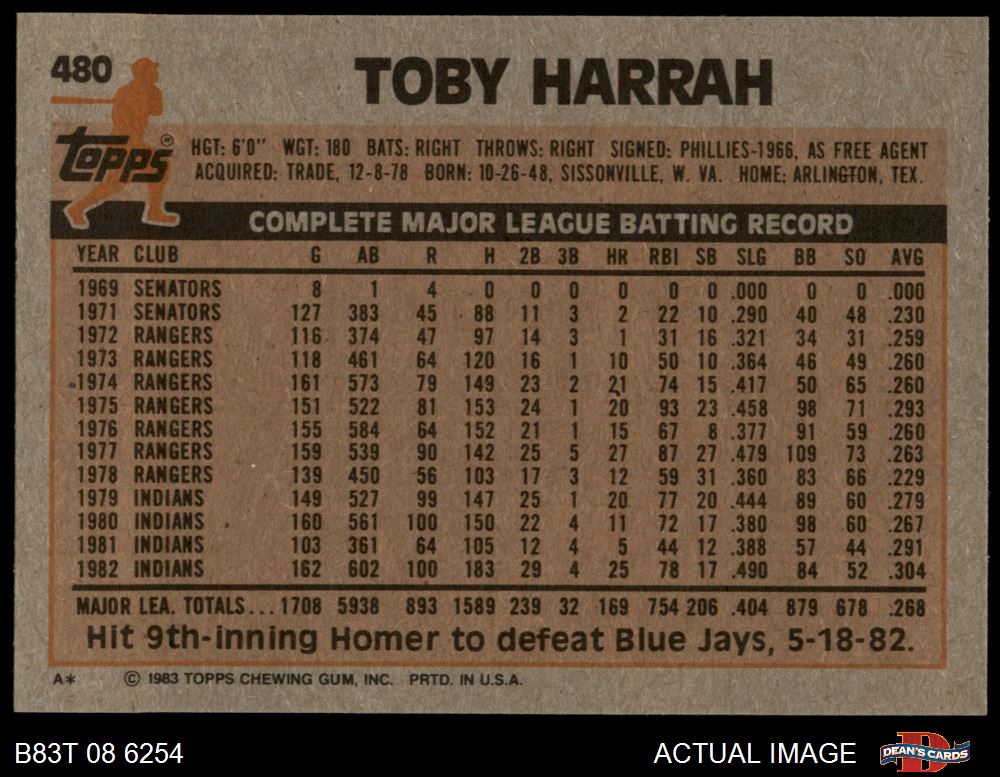 480
TOBY HARRAH
Topps®
HGT: 6'0" WGT: 180 BATS: RIGHT THROWS: RIGHT SIGNED: PHILLIES-1966, AS FREE AGENT
ACQUIRED: TRADE, 12-8-78 BORN: 10-26-48, SISSONVILLE, W. VA. HOME: ARLINGTON, TEX.
COMPLETE MAJOR LEAGUE BATTING RECORD
YEAR CLUB G AB R H 2B 3B HR RBI SB SLG BB SO AVG
1969 SENATORS 8 1 4 0 0 0 0 0 0 .000 0 0 .000
1971 SENATORS 127 383 45 88 11 3 2 22 10 .290 40 48 .230
1972 RANGERS 116 374 47 97 14 3 1 31 16 .321 34 31 .259
1973 RANGERS 118 461 64 120 16 1 10 50 10 .364 46 49 .260
1974 RANGERS 161 573 79 149 23 2 21 74 15 .417 50 65 .260
1975 RANGERS 151 522 81 153 24 1 20 93 23 .458 98 71 .293
1976 RANGERS 155 584 64 152 21 1 15 67 8 .377 91 59 .260
1977 RANGERS 159 539 90 142 25 5 27 87 27 .479 109 73 .263
1978 RANGERS 139 450 56 103 17 3 12 59 31 .360 83 66 .229
1979 INDIANS 149 527 99 147 25 1 20 77 20 .444 89 60 .279
1980 INDIANS 160 561 100 150 22 4 11 72 17 .380 98 60 .267
1981 INDIANS 103 361 64 105 12 4 5 44 12 .388 57 44 .291
1982 INDIANS 162 602 100 183 29 4 25 78 17 .490 84 52 .304
MAJOR LEA. TOTALS... 1708 5938 893 1589 239 32 169 754 206 .404 879 678 .268
Hit 9th-inning Homer to defeat Blue Jays, 5-18-82.
A* © 1983 TOPPS CHEWING GUM, INC. PRTD. IN U.S.A.
B83T 08 6254 ACTUAL IMAGE DEAN'S CARDS